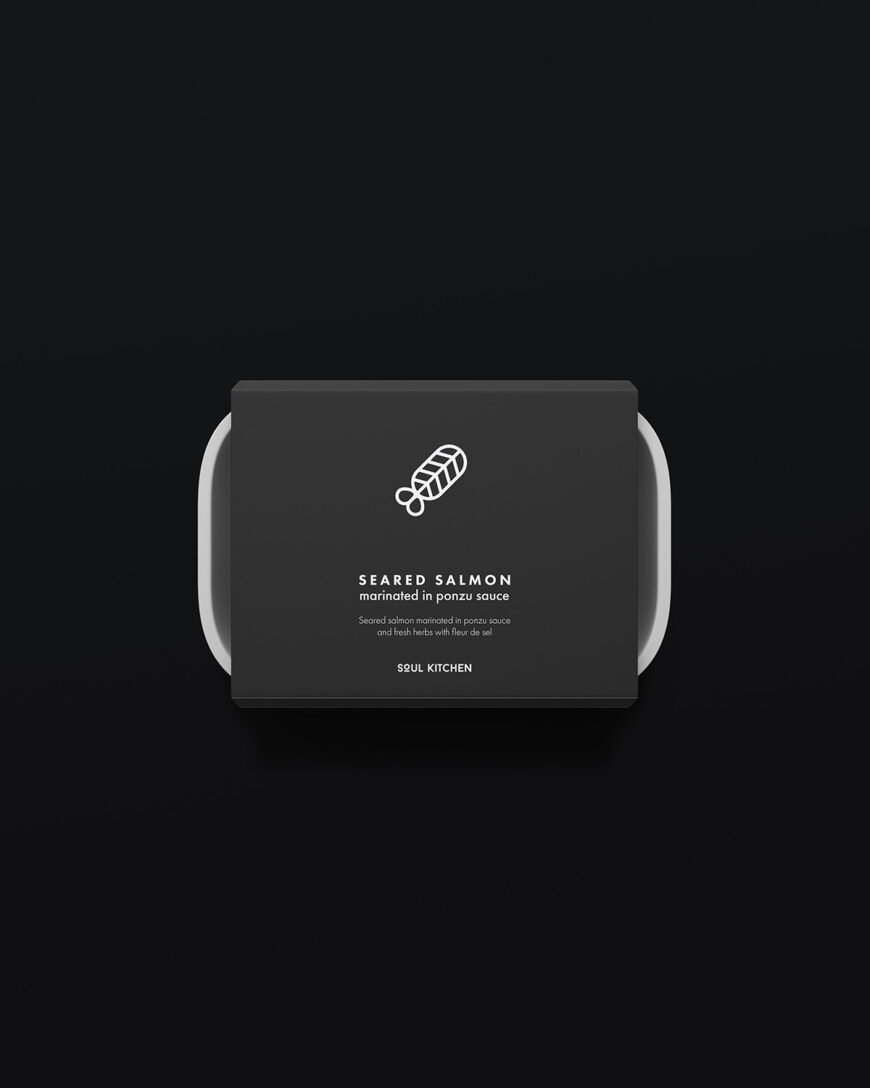 SEARED SALMON
marinated in ponzu sauce
Seared salmon marinated in ponzu sauce
and fresh herbs with fleur de sel
SOUL KITCHEN